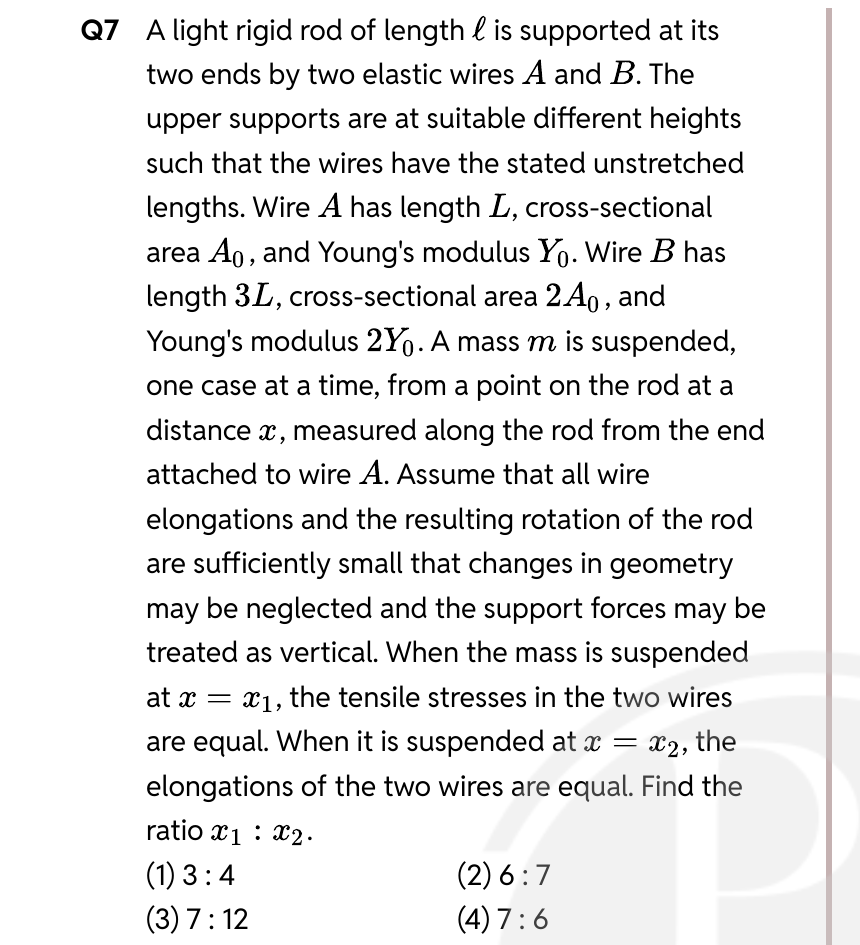 Q7 A light rigid rod of length ℓ is supported at its
two ends by two elastic wires A and B. The
upper supports are at suitable different heights
such that the wires have the stated unstretched
lengths. Wire A has length L, cross-sectional
area A₀, and Young's modulus Y₀. Wire B has
length 3L, cross-sectional area 2A₀, and
Young's modulus 2Y₀. A mass m is suspended,
one case at a time, from a point on the rod at a
distance x, measured along the rod from the end
attached to wire A. Assume that all wire
elongations and the resulting rotation of the rod
are sufficiently small that changes in geometry
may be neglected and the support forces may be
treated as vertical. When the mass is suspended
at x = x₁, the tensile stresses in the two wires
are equal. When it is suspended at x = x₂, the
elongations of the two wires are equal. Find the
ratio x₁ : x₂.
(1) 3 : 4 (2) 6 : 7
(3) 7 : 12 (4) 7 : 6